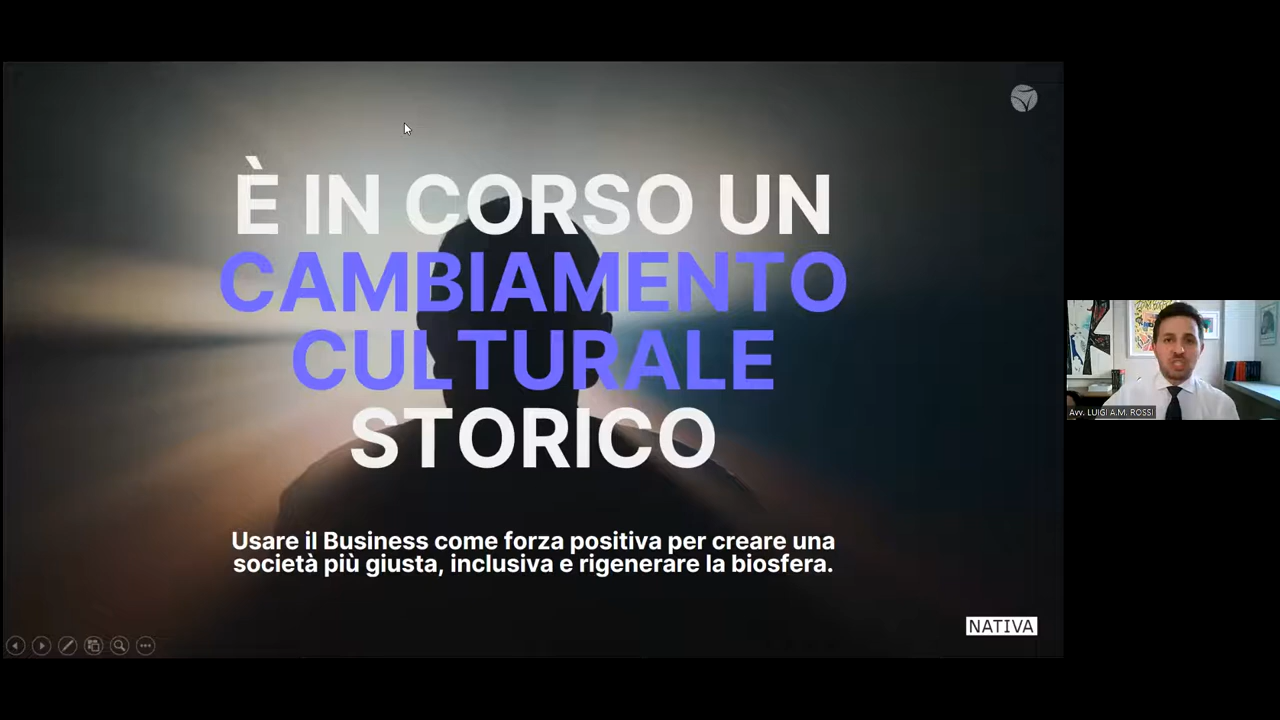 È IN CORSO UN
CAMBIAMENTO
CULTURALE
STORICO
Usare il Business come forza positiva per creare una
società più giusta, inclusiva e rigenerare la biosfera.
NATIVA
Avv. LUIGI A.M. ROSSI